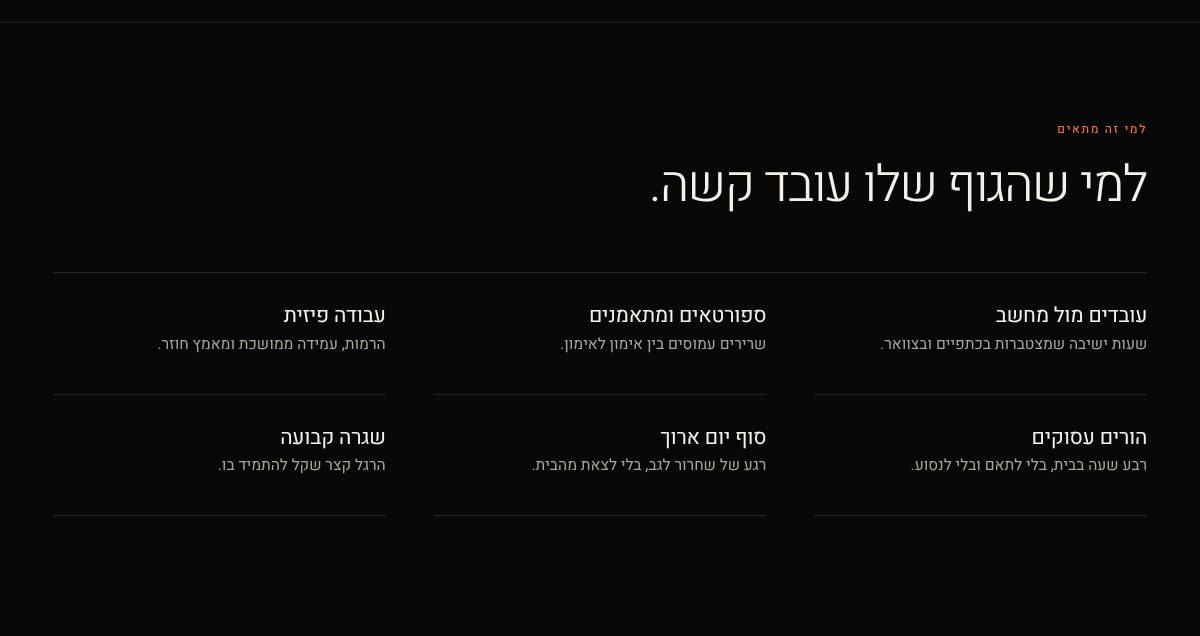 למי זה מתאים
למי שהגוף שלו עובד קשה.
עובדים מול מחשב
שעות ישיבה שמצטברות בכתפיים ובצוואר.
ספורטאים ומתאמנים
שרירים עמוסים בין אימון לאימון.
עבודה פיזית
הרמות, עמידה ממושכת ומאמץ חוזר.
הורים עסוקים
רבע שעה בבית, בלי לתאם ובלי לנסוע.
סוף יום ארוך
רגע של שחרור לגב, בלי לצאת מהבית.
שגרה קבועה
הרגל קצר שקל להתמיד בו.